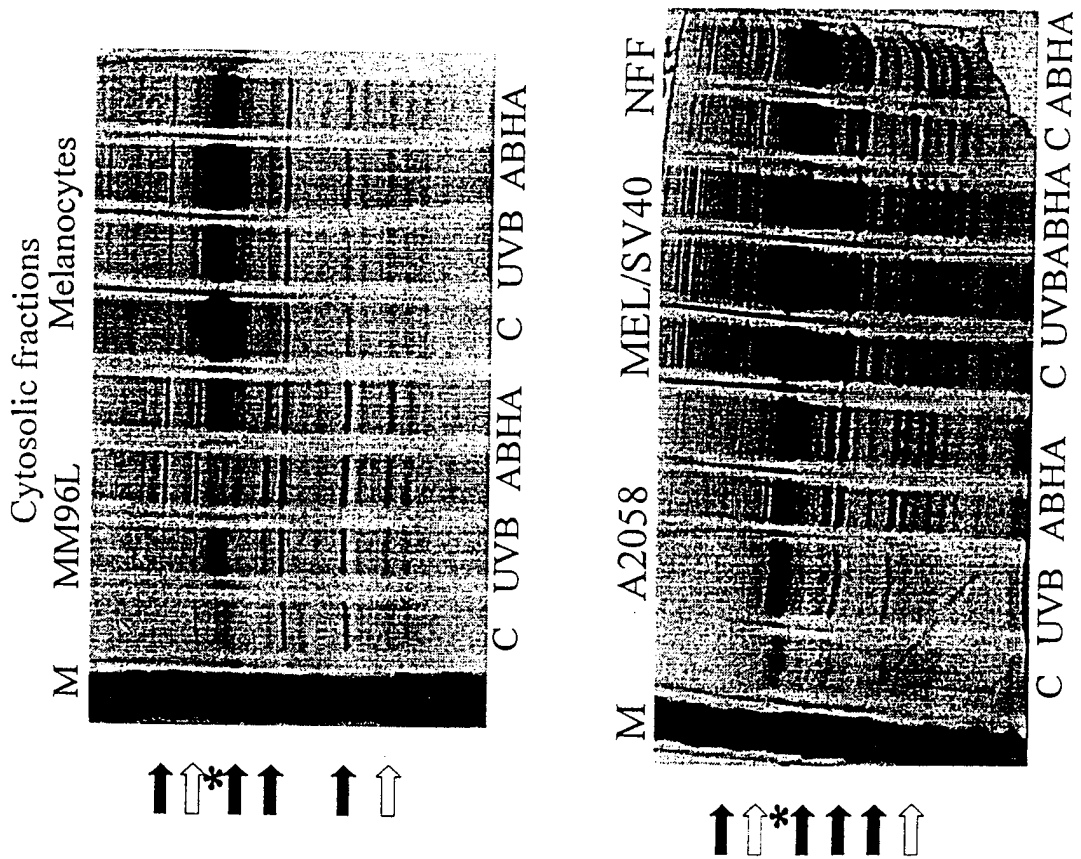 Cytosolic fractions
M MM96L Melanocytes
C UVB ABHA C UVB ABHA
*
M A2058 MEL/SV40 NFF
C UVB ABHA C UVBABHA C ABHA
*